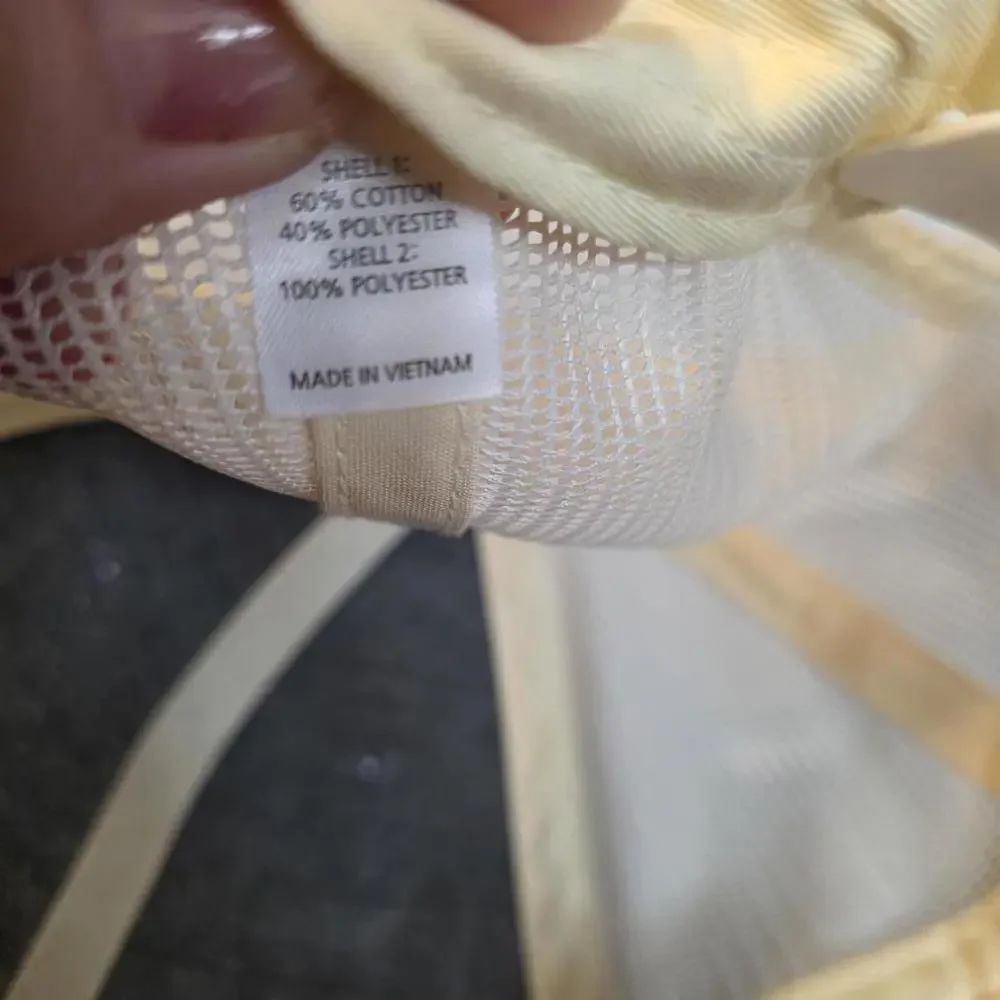 SHELL 1:
60% COTTON
40% POLYESTER
SHELL 2:
100% POLYESTER
MADE IN VIETNAM